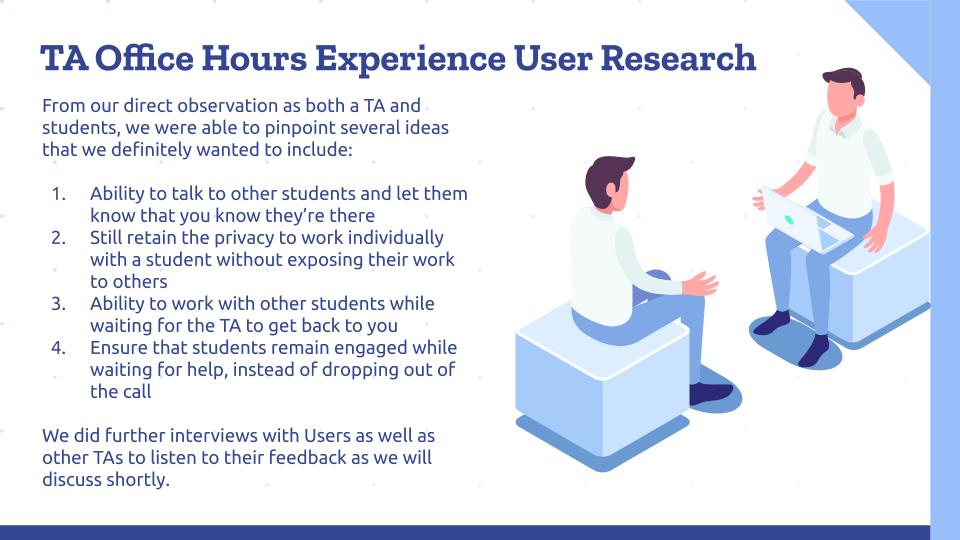 TA Office Hours Experience User Research
From our direct observation as both a TA and
students, we were able to pinpoint several ideas
that we definitely wanted to include:
1. Ability to talk to other students and let them
know that you know they're there
2. Still retain the privacy to work individually
with a student without exposing their work
to others
3. Ability to work with other students while
waiting for the TA to get back to you
4. Ensure that students remain engaged while
waiting for help, instead of dropping out of
the call
We did further interviews with Users as well as
other TAs to listen to their feedback as we will
discuss shortly.